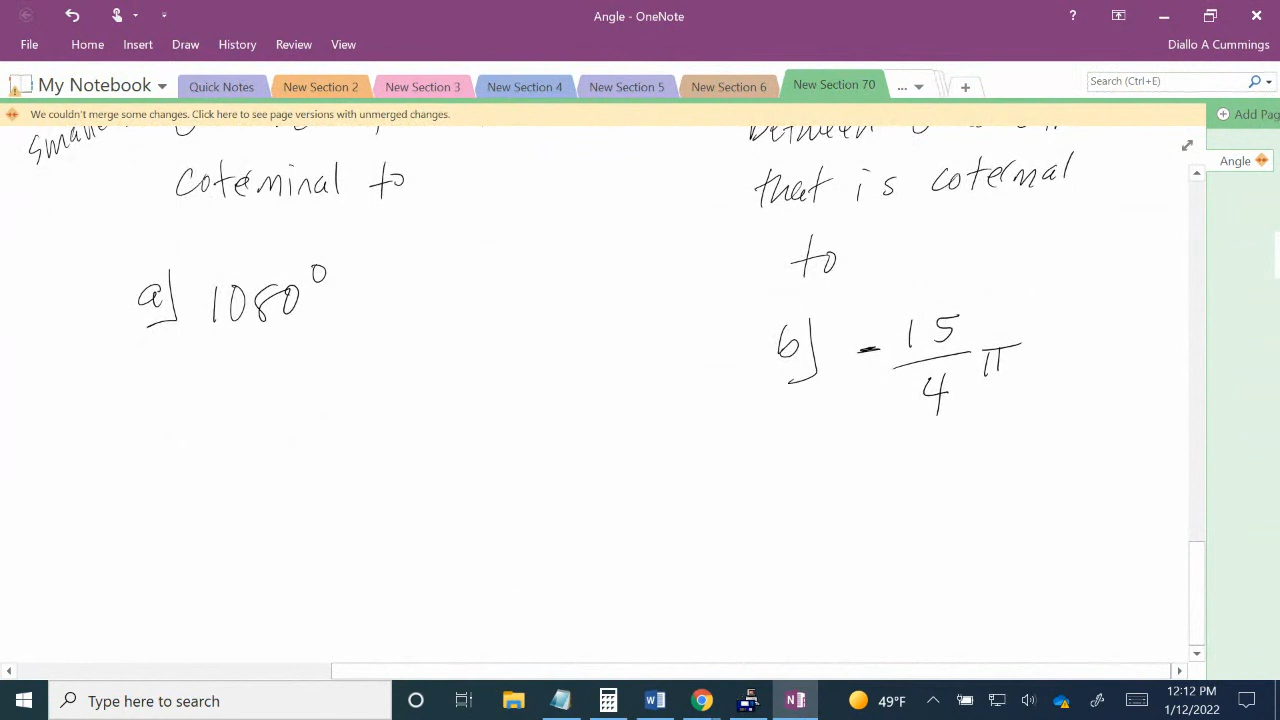 Angle - OneNote
?
File Home Insert Draw History Review View
Diallo A Cummings
My Notebook Quick Notes New Section 2 New Section 3 New Section 4 New Section 5 New Section 6 New Section 70 ... +
Search (Ctrl+E)
We couldn't merge some changes. Click here to see page versions with unmerged changes.
Add Pag
Angle
between
coterminal to
that is coternal
to
a] 1080°
b] - 15/4 π
Type here to search
49°F
12:12 PM
1/12/2022